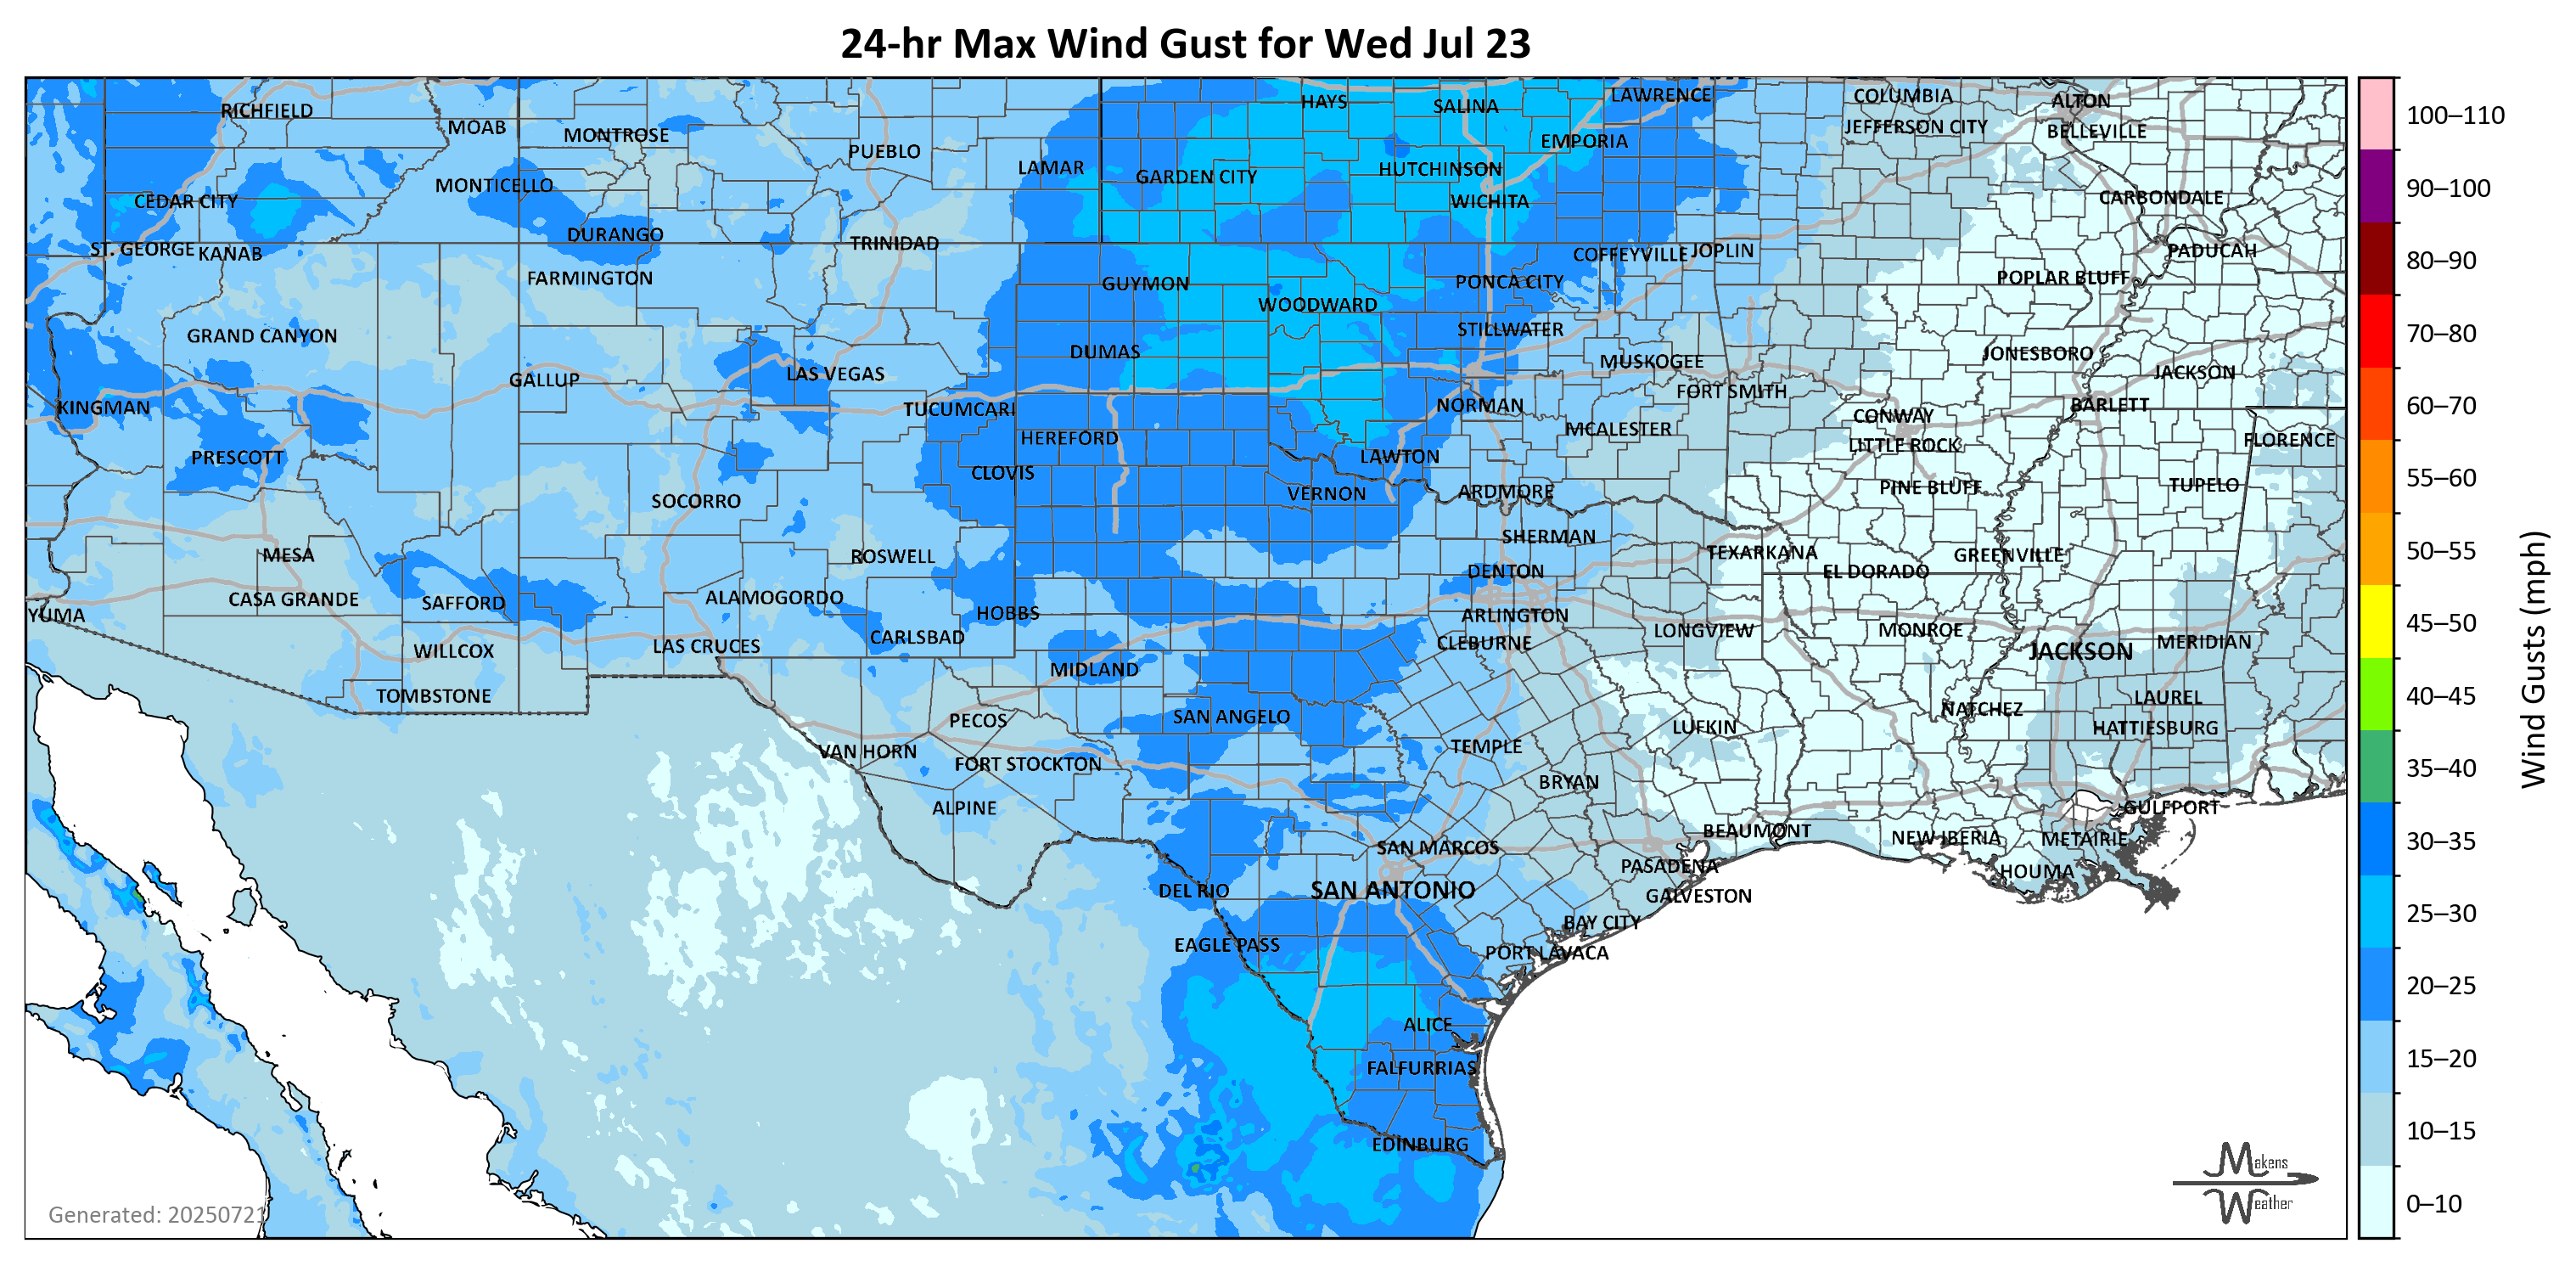 24-hr Max Wind Gust for Wed Jul 23
RICHFIELD
MOAB
MONTROSE
PUEBLO
LAMAR
HAYS
SALINA
LAWRENCE
EMPORIA
COLUMBIA
JEFFERSON CITY
ALTON
BELLEVILLE
CEDAR CITY
MONTICELLO
DURANGO
TRINIDAD
GARDEN CITY
HUTCHINSON
WICHITA
CARBONDALE
ST. GEORGE
KANAB
FARMINGTON
GUYMON
WOODWARD
PONCA CITY
COFFEYVILLE
JOPLIN
POPLAR BLUFF
PADUCAH
GRAND CANYON
GALLUP
LAS VEGAS
DUMAS
STILLWATER
MUSKOGEE
FORT SMITH
JONESBORO
JACKSON
KINGMAN
TUCUMCARI
HEREFORD
NORMAN
MCALESTER
CONWAY
LITTLE ROCK
BARLETT
FLORENCE
PRESCOTT
SOCORRO
CLOVIS
VERNON
LAWTON
ARDMORE
PINE BLUFF
TUPELO
MESA
ROSWELL
SHERMAN
TEXARKANA
GREENVILLE
YUMA
CASA GRANDE
SAFFORD
ALAMOGORDO
HOBBS
DENTON
ARLINGTON
EL DORADO
WILLCOX
LAS CRUCES
CARLSBAD
CLEBURNE
LONGVIEW
MONROE
JACKSON
MERIDIAN
TOMBSTONE
MIDLAND
PECOS
SAN ANGELO
LUFKIN
NATCHEZ
LAUREL
HATTIESBURG
VAN HORN
FORT STOCKTON
TEMPLE
BRYAN
ALPINE
SAN MARCOS
BEAUMONT
NEW IBERIA
METAIRIE
GULFPORT
DEL RIO
SAN ANTONIO
PASADENA
GALVESTON
HOUMA
EAGLE PASS
BAY CITY
PORT LAVACA
ALICE
FALFURRIAS
EDINBURG
Generated: 20250721
Makens
Weather
100–110
90–100
80–90
70–80
60–70
55–60
50–55
45–50
40–45
35–40
30–35
25–30
20–25
15–20
10–15
0–10
Wind Gusts (mph)